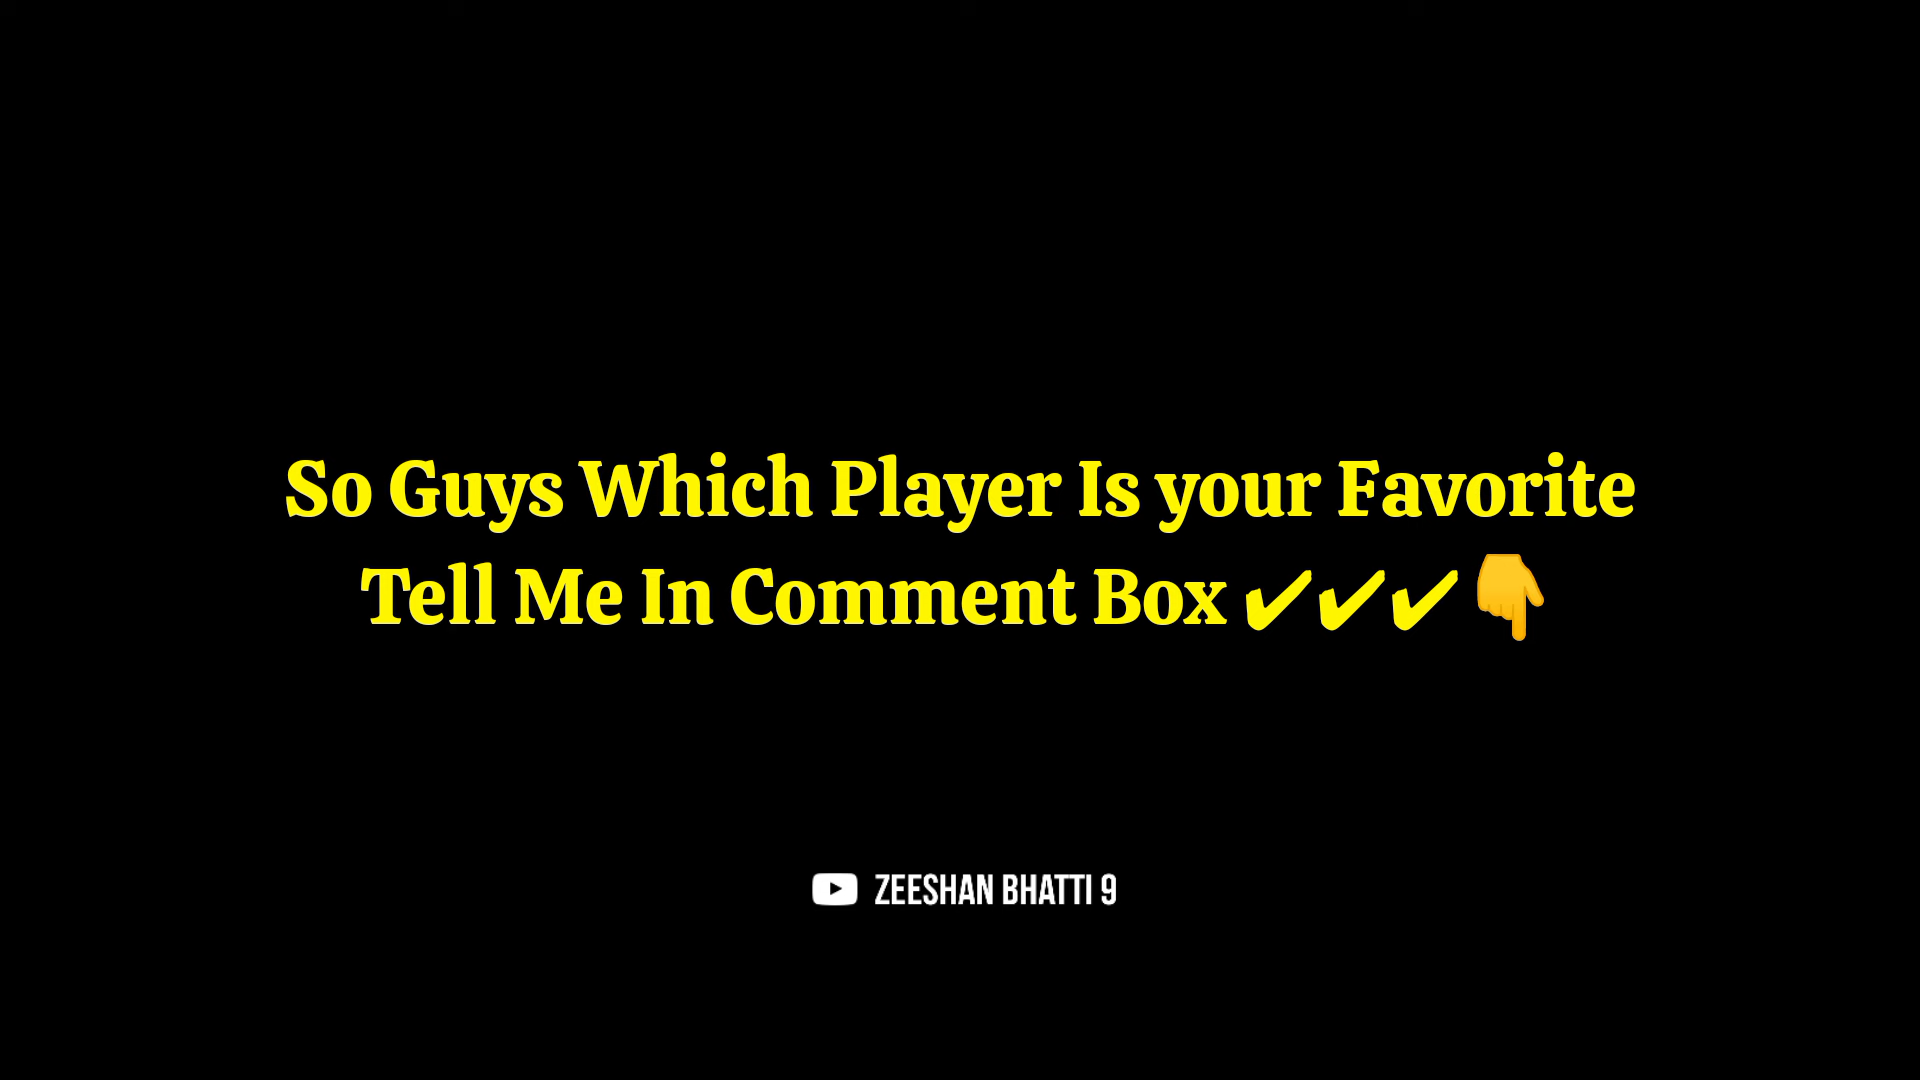 So Guys Which Player Is your Favorite
Tell Me In Comment Box ✔✔✔👇
ZEESHAN BHATTI 9